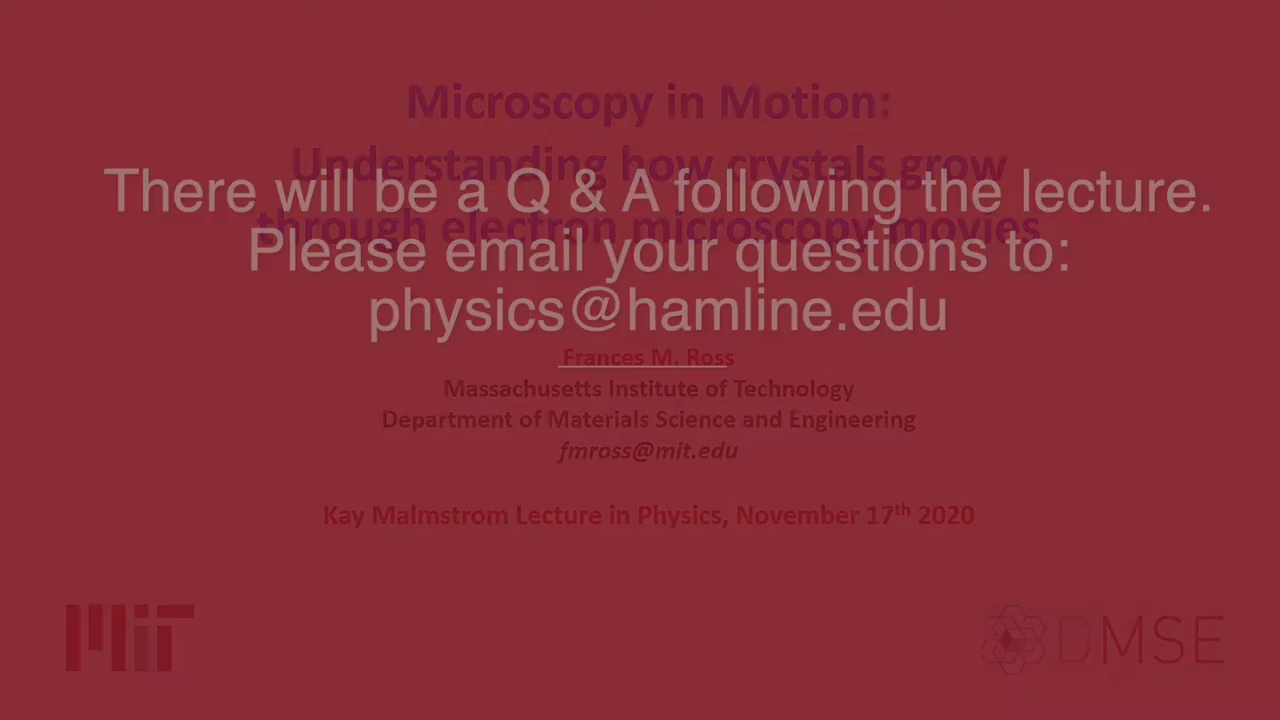 Microscopy in Motion:
Understanding how crystals grow
through electron microscopy movies
There will be a Q & A following the lecture.
Please email your questions to:
physics@hamline.edu
Frances M. Ross
Massachusetts Institute of Technology
Department of Materials Science and Engineering
fmross@mit.edu
Kay Malmstrom Lecture in Physics, November 17th 2020
MIT
DMSE